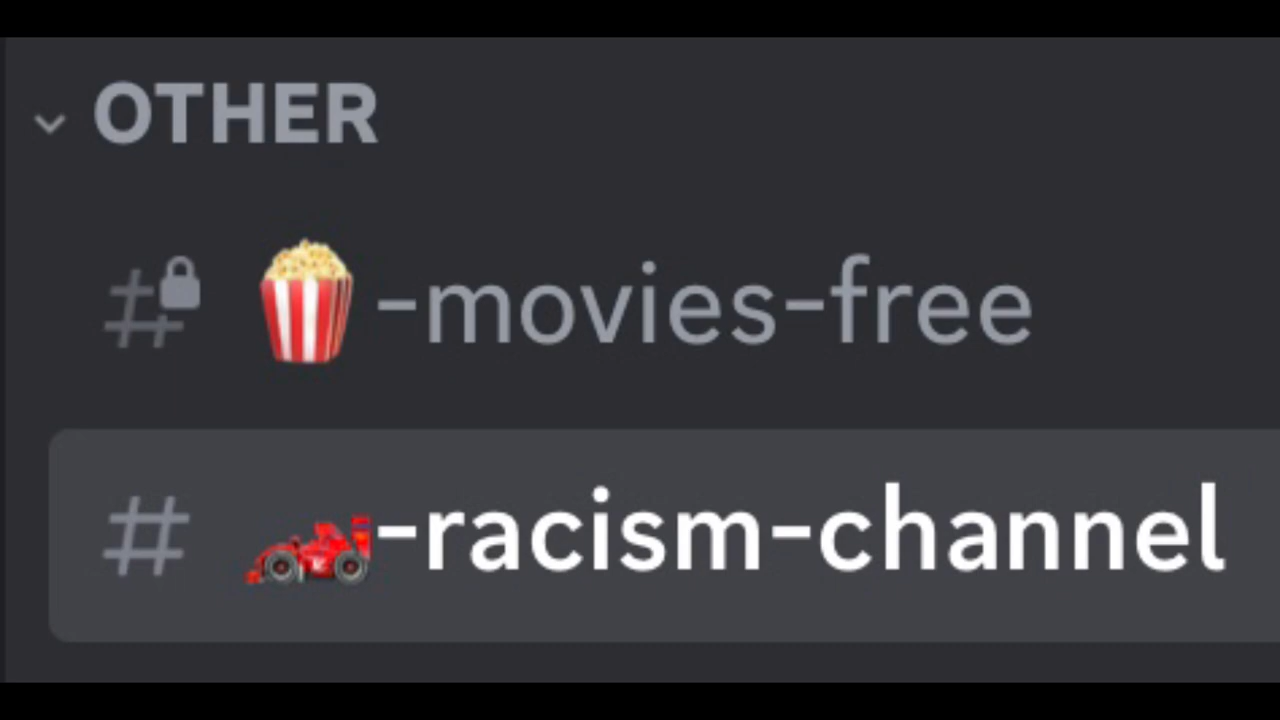 OTHER
# 🍿-movies-free
# 🏎️-racism-channel